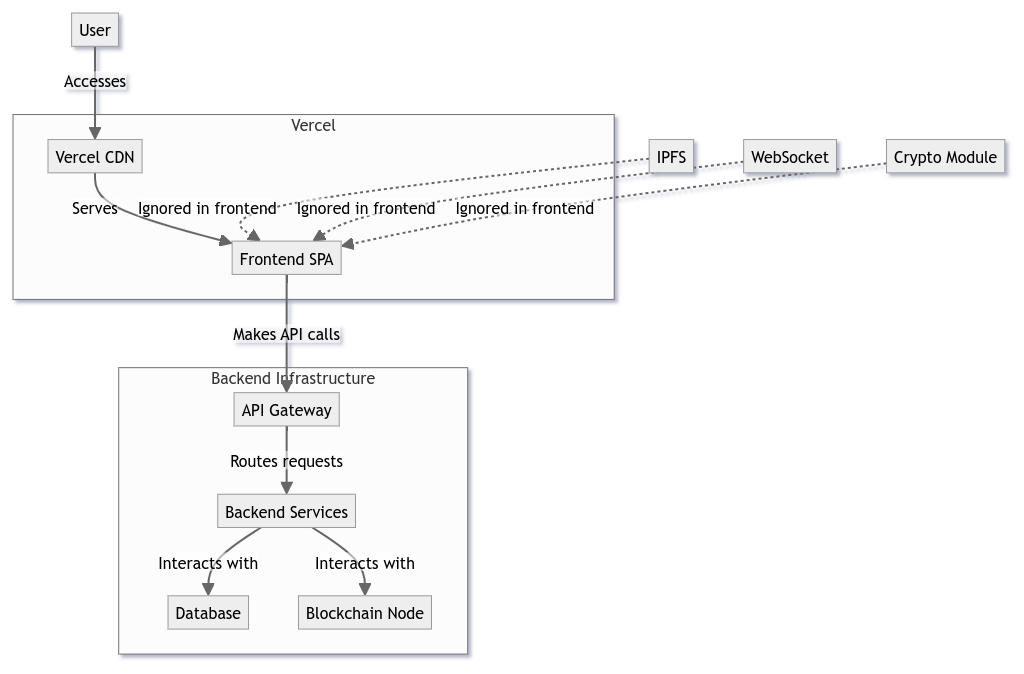 User
Accesses
Vercel
Vercel CDN
IPFS
WebSocket
Crypto Module
Serves
Ignored in frontend
Ignored in frontend
Ignored in frontend
Frontend SPA
Makes API calls
Backend Infrastructure
API Gateway
Routes requests
Backend Services
Interacts with
Interacts with
Database
Blockchain Node